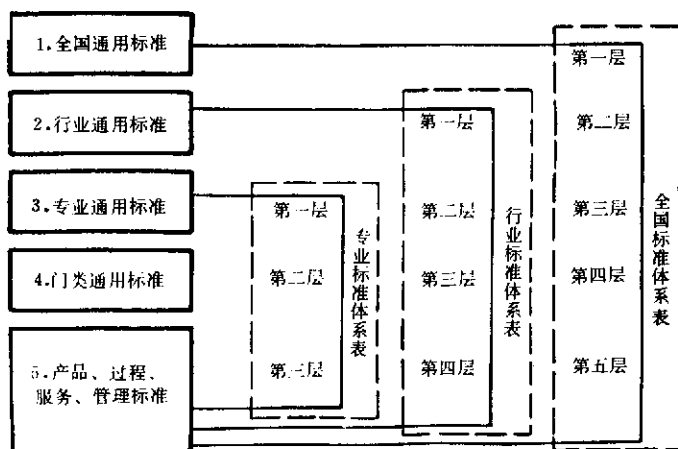 1.全国通用标准
第一层
2.行业通用标准
第一层
第二层
3.专业通用标准
第一层
第二层
第三层
4.门类通用标准
第二层
第三层
第四层
5.产品、过程、
服务、管理标准
第三层
第四层
第五层
专业标准体系表
行业标准体系表
全国标准体系表